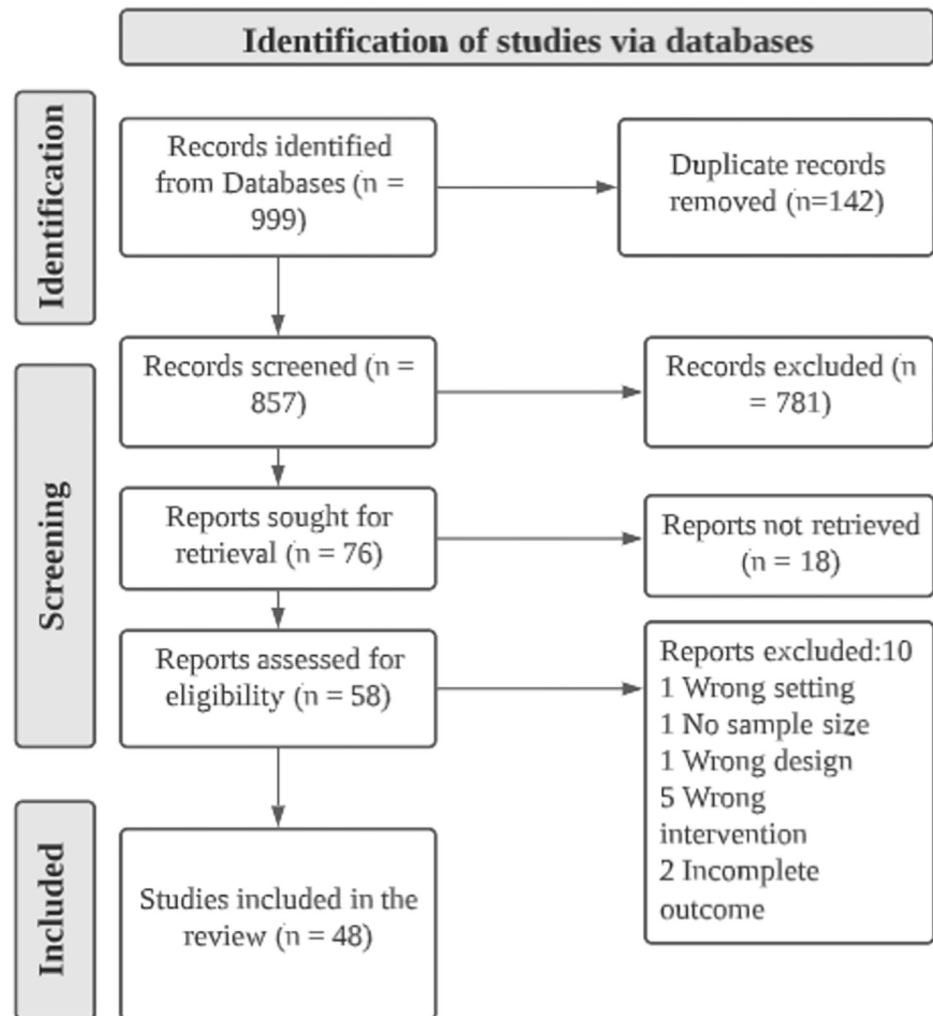 Identification of studies via databases
Identification
Records identified
from Databases (n =
999)
Duplicate records
removed (n=142)
Screening
Records screened (n =
857)
Records excluded (n
= 781)
Reports sought for
retrieval (n = 76)
Reports not retrieved
(n = 18)
Reports assessed for
eligibility (n = 58)
Reports excluded:10
1 Wrong setting
1 No sample size
1 Wrong design
5 Wrong
intervention
2 Incomplete
outcome
Included
Studies included in the
review (n = 48)